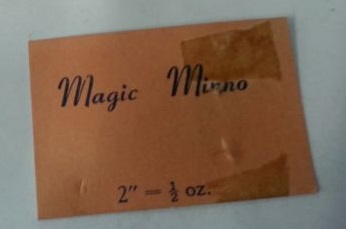 Magic Minno
2" = ½ oz.